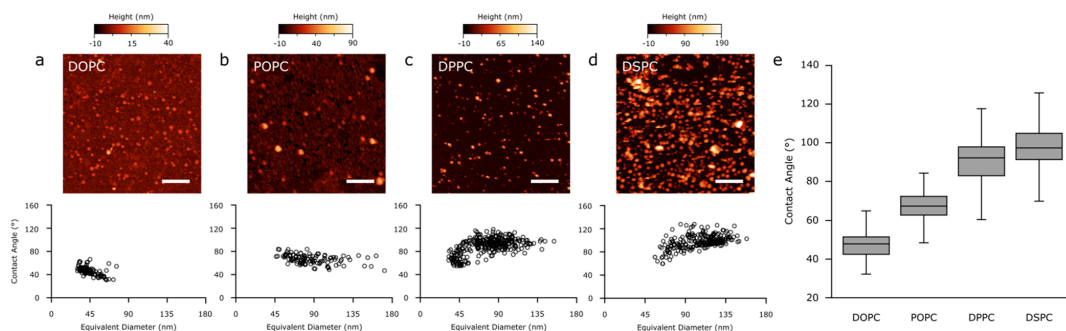 Height (nm)
-10 15 40
Height (nm)
-10 40 90
Height (nm)
-10 65 140
Height (nm)
-10 90 190
a DOPC
b POPC
c DPPC
d DSPC
e
Contact Angle (°)
160
120
80
40
0
0 45 90 135 180
Equivalent Diameter (nm)
160
120
80
40
0
0 45 90 135 180
Equivalent Diameter (nm)
160
120
80
40
0
0 45 90 135 180
Equivalent Diameter (nm)
160
120
80
40
0
0 45 90 135 180
Equivalent Diameter (nm)
Contact Angle (°)
140
120
100
80
60
40
20
DOPC POPC DPPC DSPC